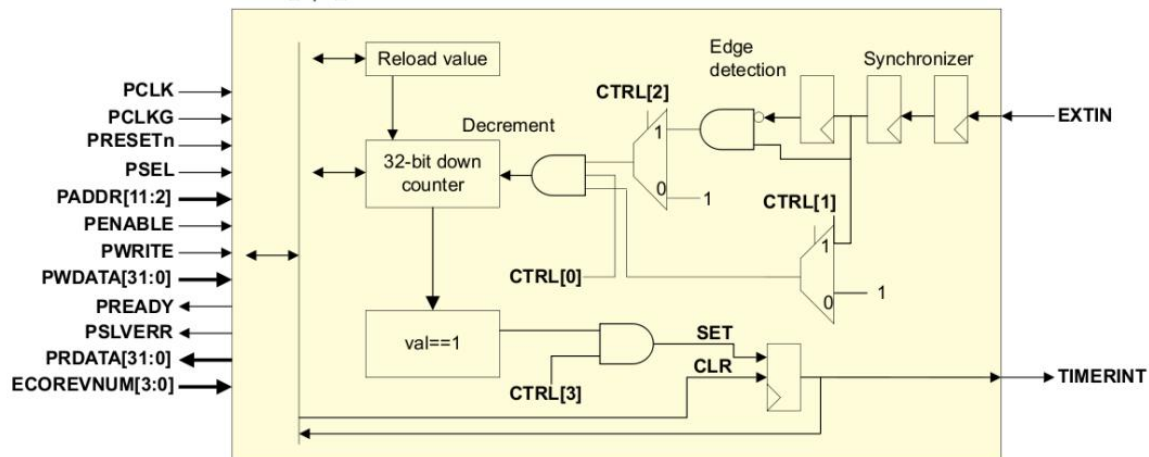 PCLK
PCLKG
PRESETn
PSEL
PADDR[11:2]
PENABLE
PWRITE
PWDATA[31:0]
PREADY
PSLVERR
PRDATA[31:0]
ECOREVNUM[3:0]
Reload value
Decrement
32-bit down
counter
val==1
CTRL[2]
1
0
1
Edge
detection
Synchronizer
EXTIN
CTRL[1]
1
0
1
CTRL[0]
CTRL[3]
SET
CLR
TIMERINT